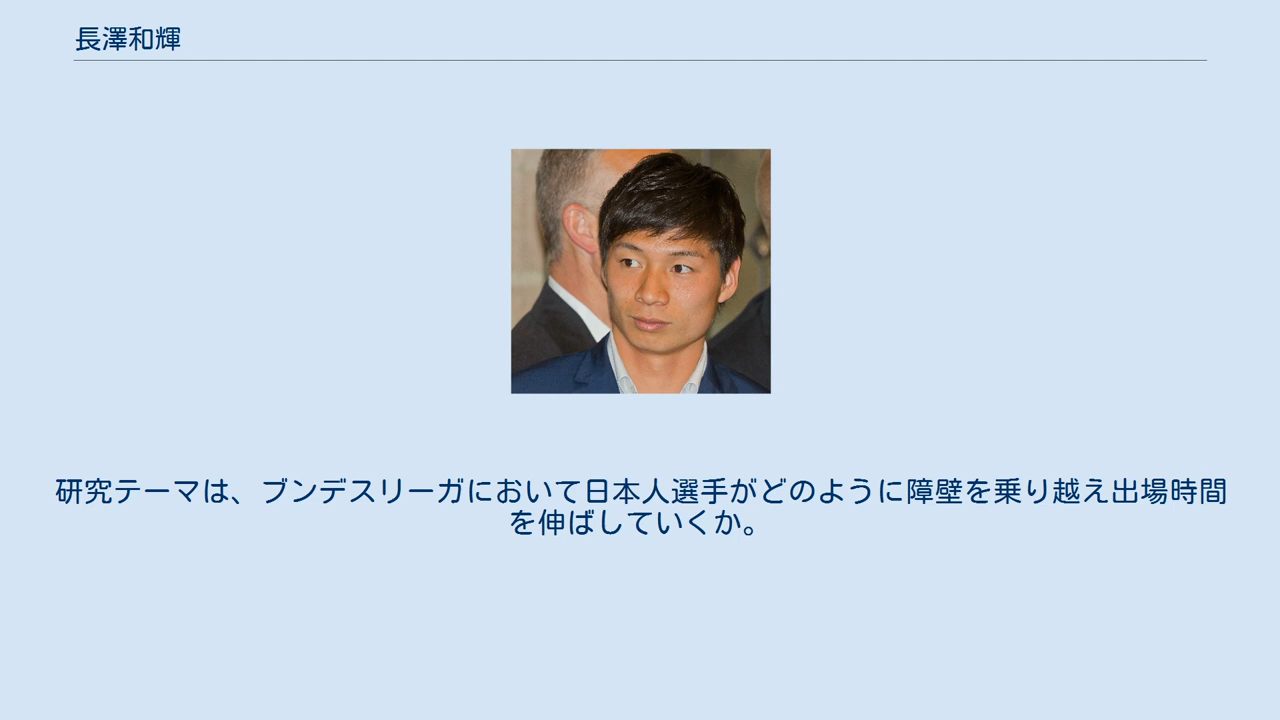 長澤和輝
研究テーマは、ブンデスリーガにおいて日本人選手がどのように障壁を乗り越え出場時間
を伸ばしていくか。